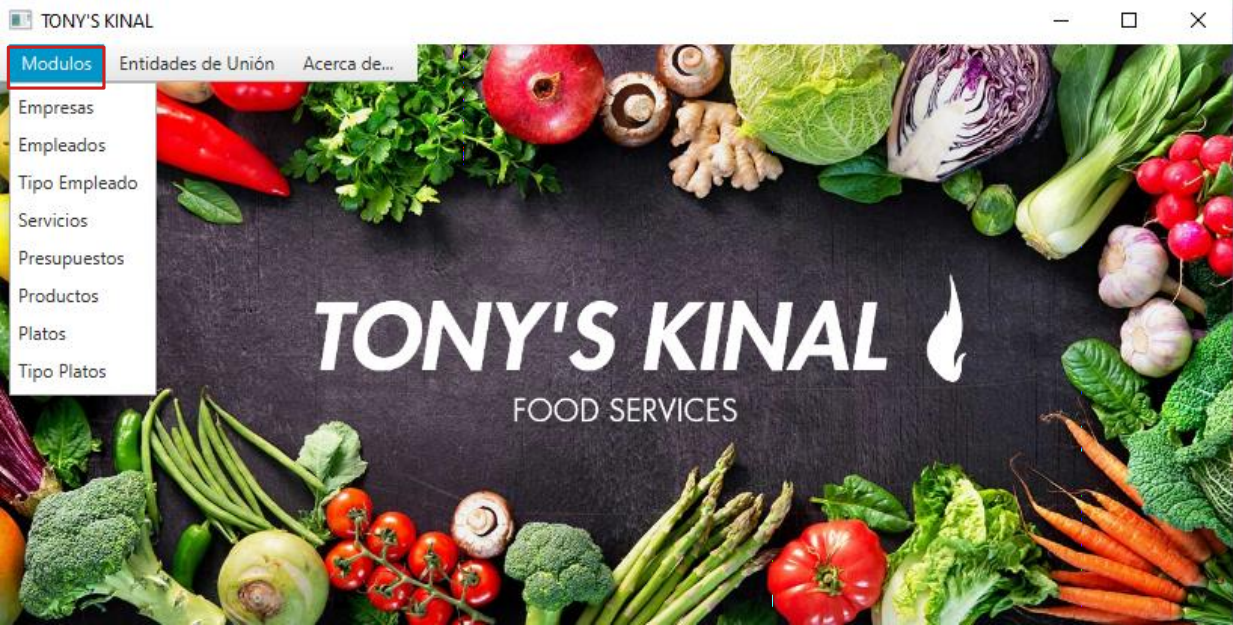 TONY'S KINAL
Modulos Entidades de Unión Acerca de...
Empresas
Empleados
Tipo Empleado
Servicios
Presupuestos
Productos
Platos
Tipo Platos
TONY'S KINAL
FOOD SERVICES